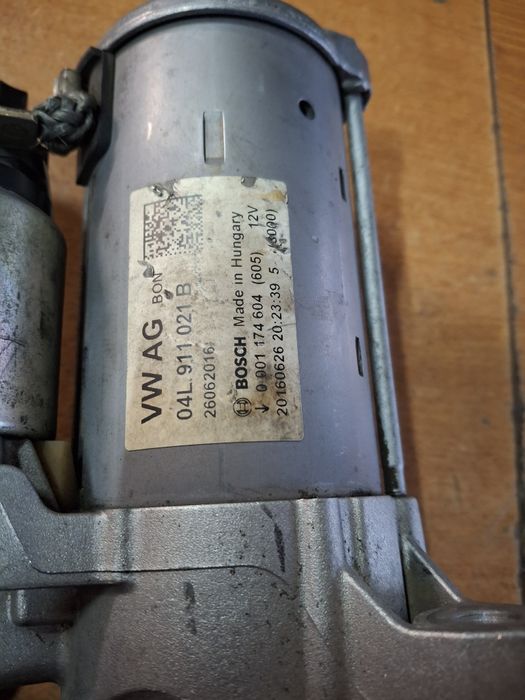 VW AG BON
04L.911 021 B
26062016
BOSCH Made in Hungary
↓ 0 001 174 604 (605) 12V
20160626 20:23:39 5